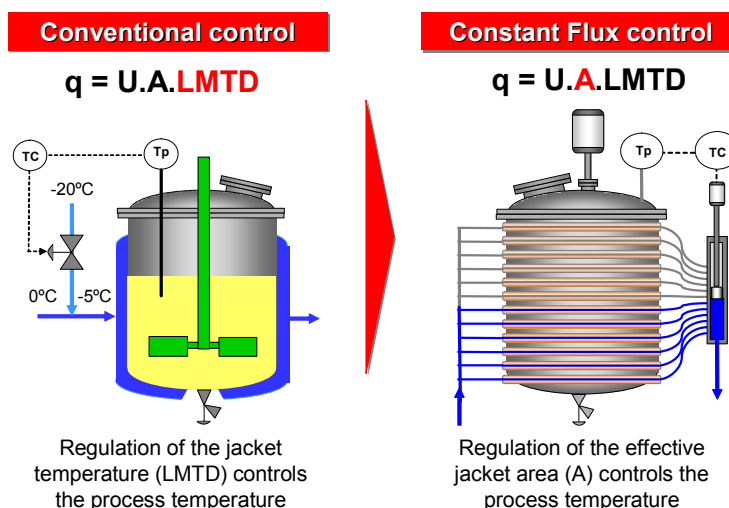 Conventional control
q = U.A.LMTD
TC
Tp
-20ºC
0ºC
-5ºC
Regulation of the jacket
temperature (LMTD) controls
the process temperature
Constant Flux control
q = U.A.LMTD
Tp
TC
Regulation of the effective
jacket area (A) controls the
process temperature